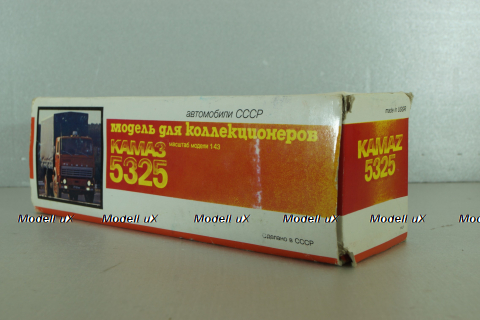 автомобили СССР
модель для коллекционеров
КАМАЗ масштаб модели 1:43
5325
сделано в СССР
made in USSR
KAMAZ
5325
Modell uX Modell uX Modell uX Modell uX Modell uX Mo